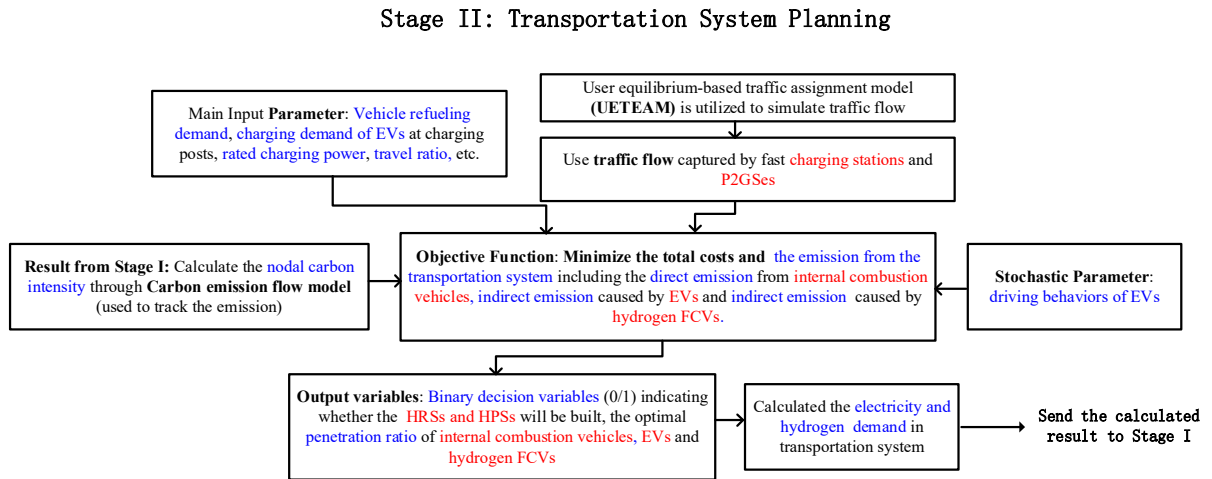 Stage II: Transportation System Planning
Main Input Parameter: Vehicle refueling
demand, charging demand of EVs at charging
posts, rated charging power, travel ratio, etc.
User equilibrium-based traffic assignment model
(UETEAM) is utilized to simulate traffic flow
Use traffic flow captured by fast charging stations and
P2GSes
Result from Stage I: Calculate the nodal carbon
intensity through Carbon emission flow model
(used to track the emission)
Objective Function: Minimize the total costs and the emission from the
transportation system including the direct emission from internal combustion
vehicles, indirect emission caused by EVs and indirect emission caused by
hydrogen FCVs.
Stochastic Parameter:
driving behaviors of EVs
Output variables: Binary decision variables (0/1) indicating
whether the HRSs and HPSs will be built, the optimal
penetration ratio of internal combustion vehicles, EVs and
hydrogen FCVs
Calculated the electricity and
hydrogen demand in
transportation system
Send the calculated
result to Stage I